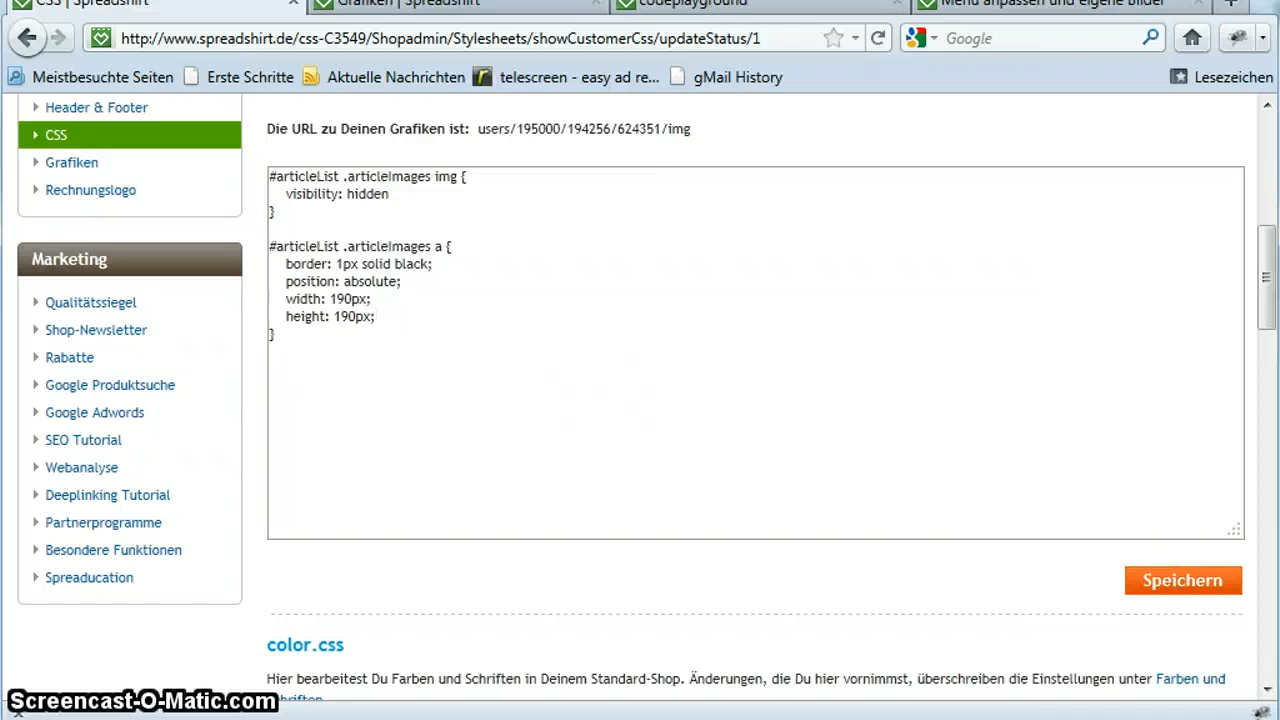 CSS | Spreadshirt
Grafiken | Spreadshirt
codeplayground
Menü anpassen und eigene Bilder
http://www.spreadshirt.de/css-C3549/Shopadmin/Stylesheets/showCustomerCss/updateStatus/1
Google
Meistbesuchte Seiten
Erste Schritte
Aktuelle Nachrichten
telescreen - easy ad re...
gMail History
Lesezeichen
Header & Footer
CSS
Grafiken
Rechnungslogo
Marketing
Qualitätssiegel
Shop-Newsletter
Rabatte
Google Produktsuche
Google Adwords
SEO Tutorial
Webanalyse
Deeplinking Tutorial
Partnerprogramme
Besondere Funktionen
Spreaducation
Die URL zu Deinen Grafiken ist: users/195000/194256/624351/img
#articleList .articleImages img {
visibility: hidden
}
#articleList .articleImages a {
border: 1px solid black;
position: absolute;
width: 190px;
height: 190px;
}
Speichern
color.css
Hier bearbeitest Du Farben und Schriften in Deinem Standard-Shop. Änderungen, die Du hier vornimmst, überschreiben die Einstellungen unter Farben und
Schriften
Screencast-O-Matic.com